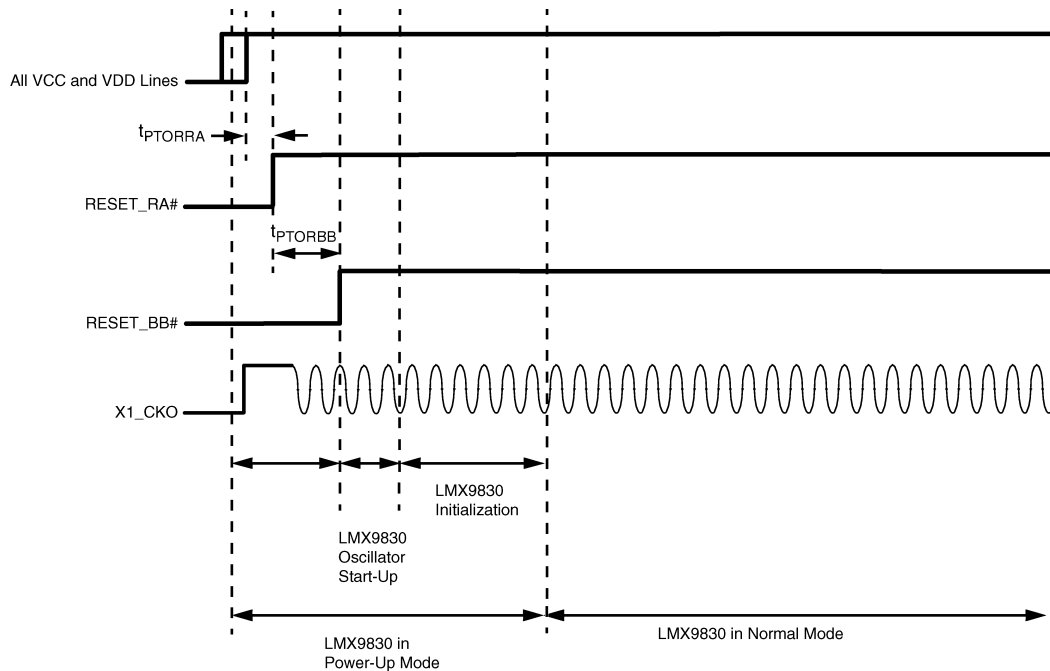 All VCC and VDD Lines
tPTORRA
RESET_RA#
tPTORBB
RESET_BB#
X1_CKO
LMX9830
Initialization
LMX9830
Oscillator
Start-Up
LMX9830 in
Power-Up Mode
LMX9830 in Normal Mode